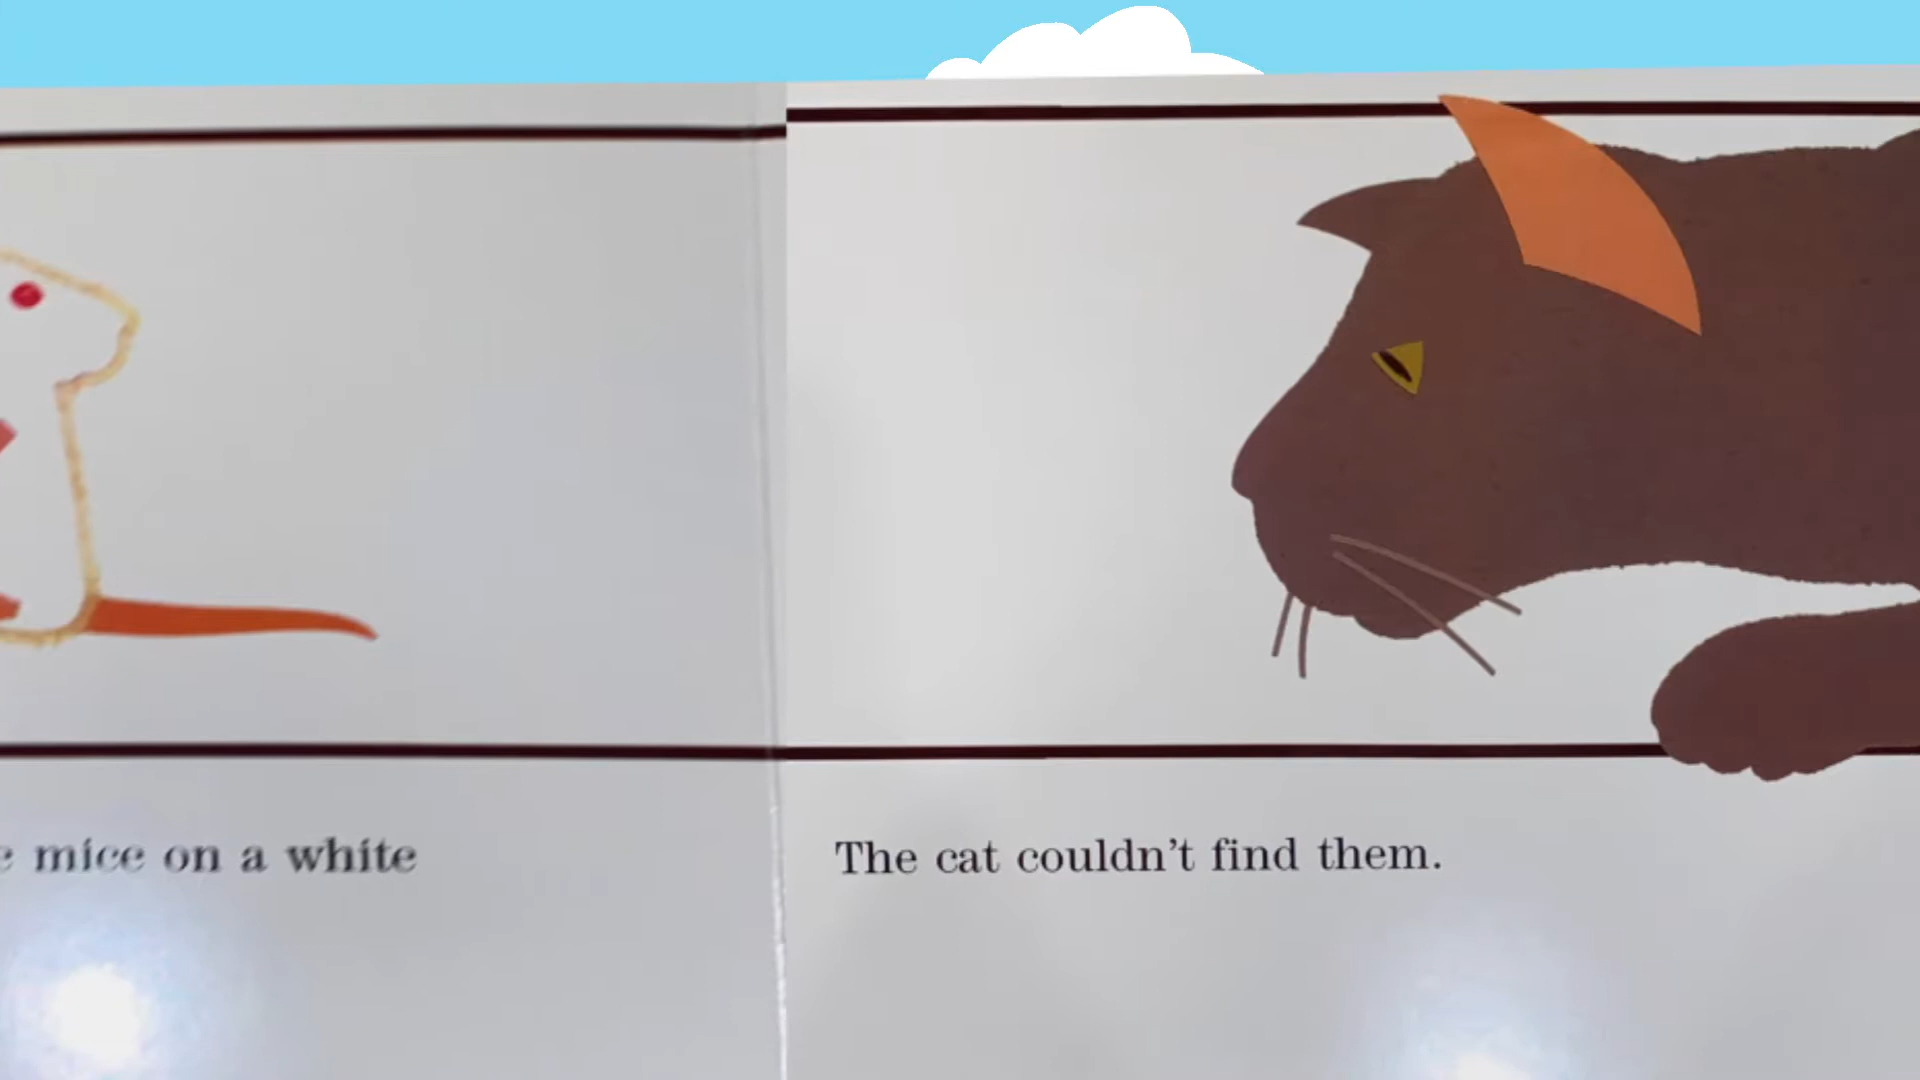 mice on a white
The cat couldn't find them.